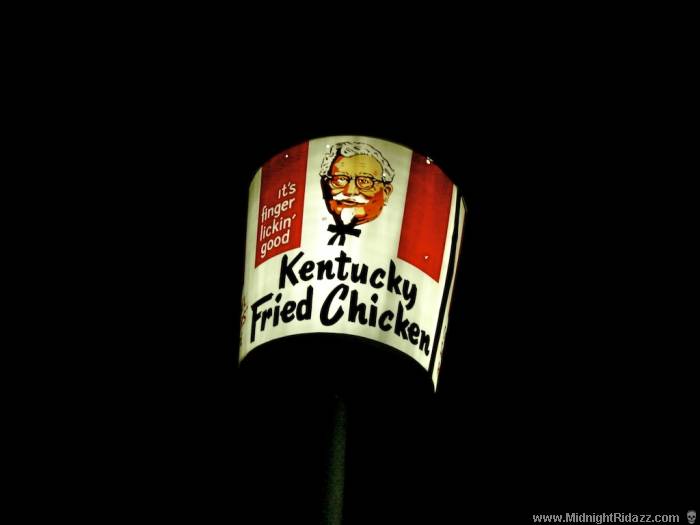 it's
finger
lickin'
good
Kentucky
Fried Chicken
www.MidnightRidazz.com